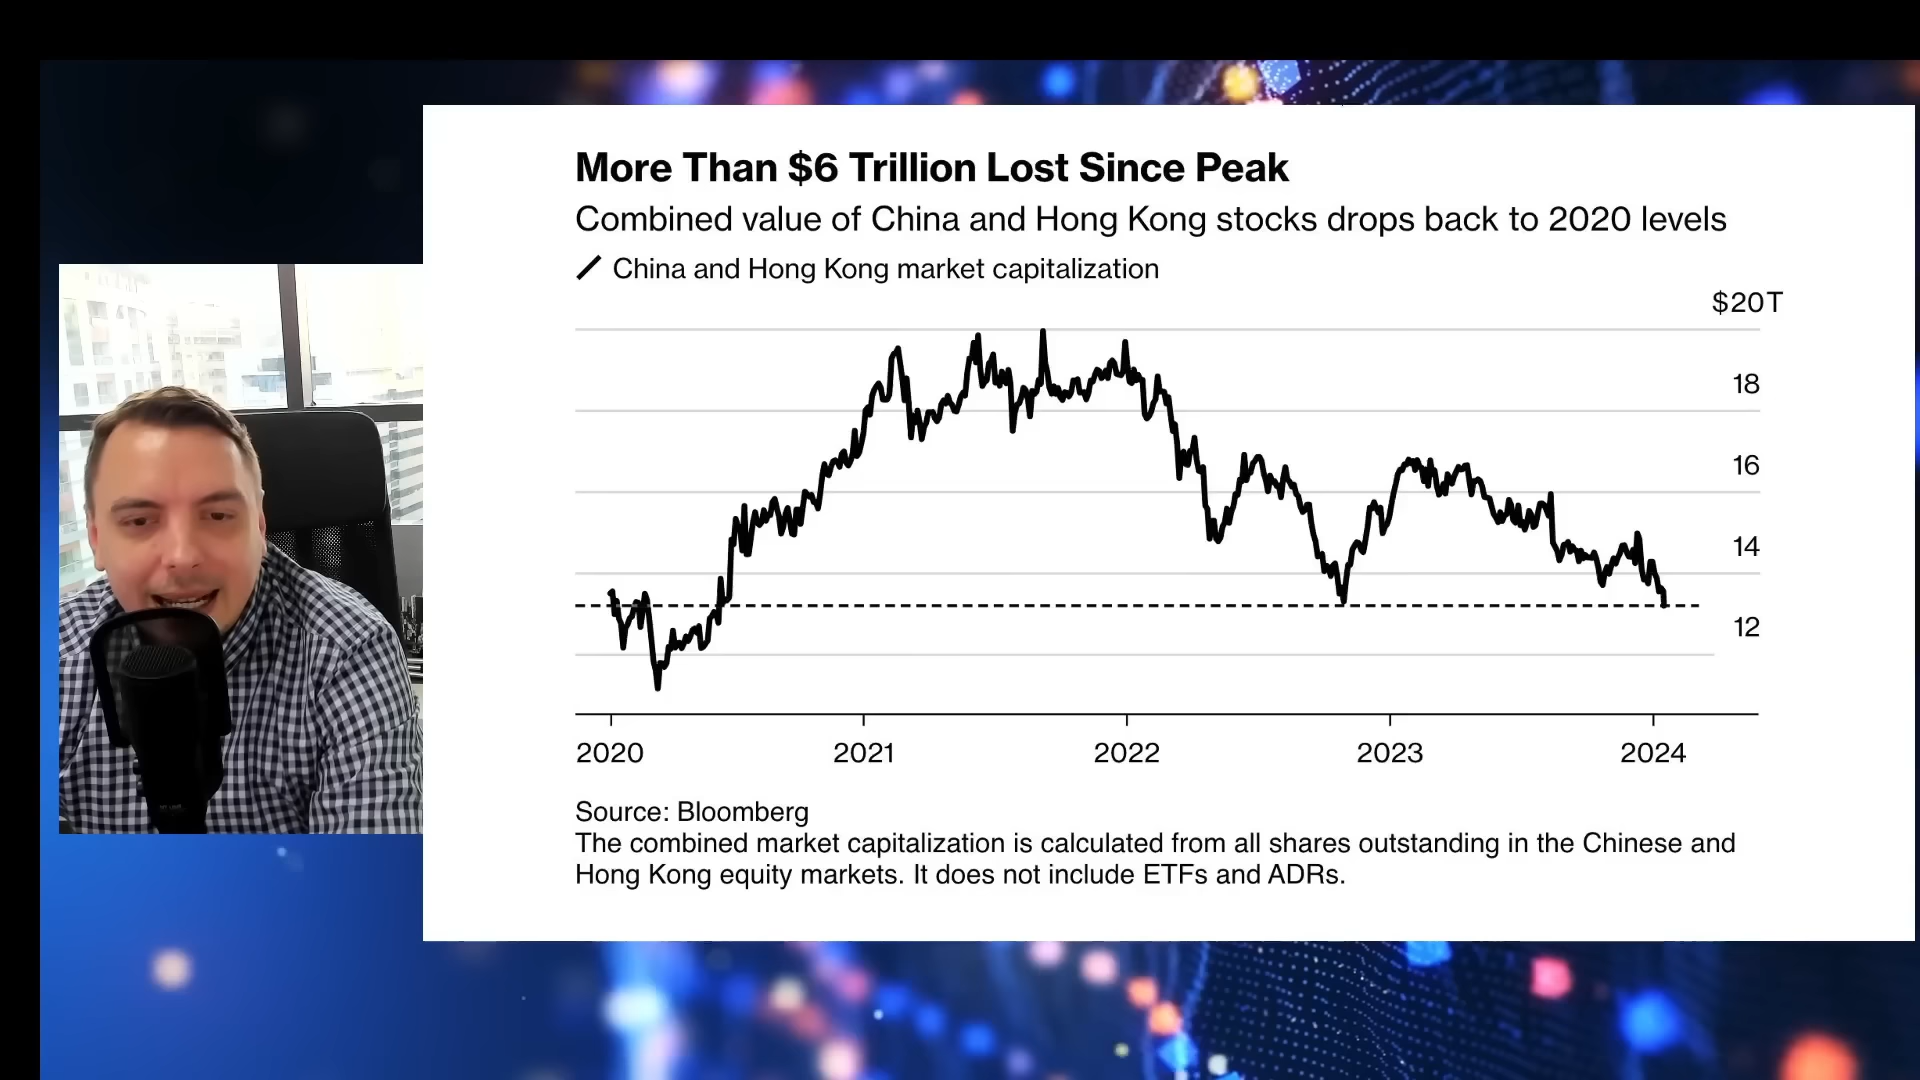 More Than $6 Trillion Lost Since Peak
Combined value of China and Hong Kong stocks drops back to 2020 levels
China and Hong Kong market capitalization
$20T
18
16
14
12
2020 2021 2022 2023 2024
Source: Bloomberg
The combined market capitalization is calculated from all shares outstanding in the Chinese and
Hong Kong equity markets. It does not include ETFs and ADRs.